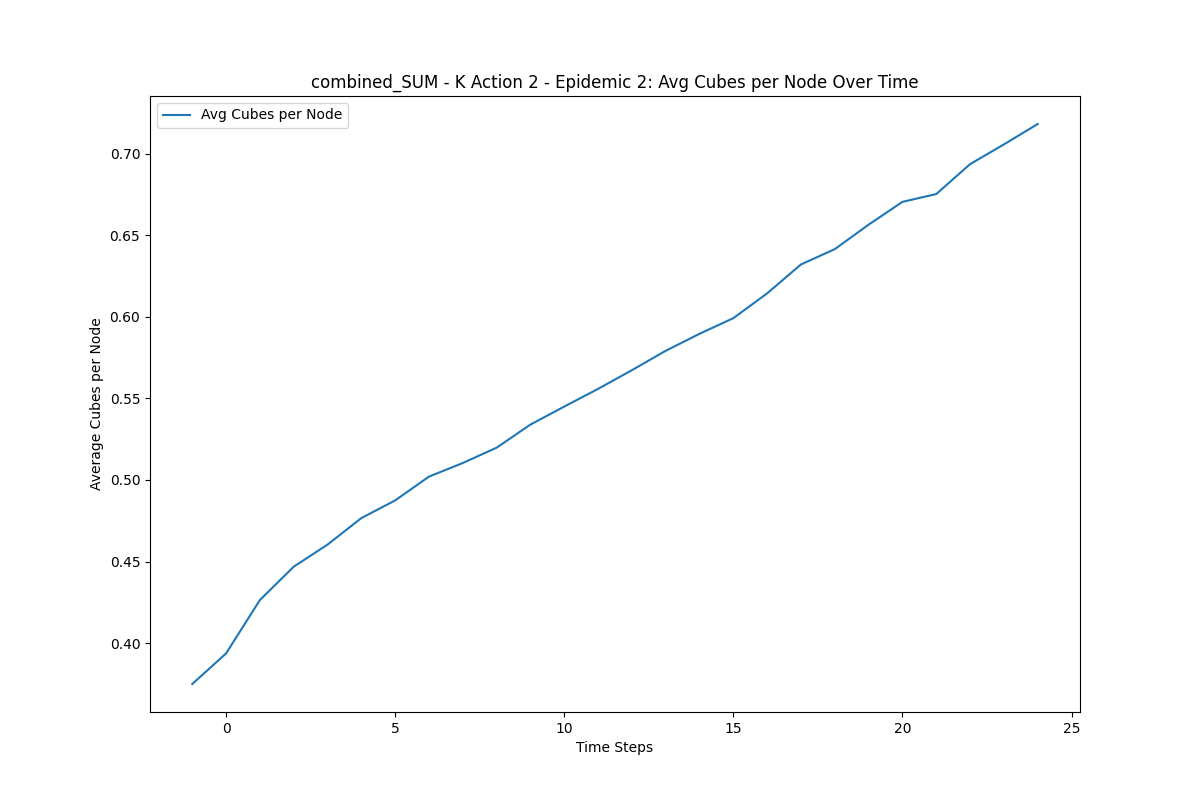 combined_SUM - K Action 2 - Epidemic 2: Avg Cubes per Node Over Time
Avg Cubes per Node
0.70
0.65
0.60
0.55
0.50
0.45
0.40
Average Cubes per Node
0 5 10 15 20 25
Time Steps